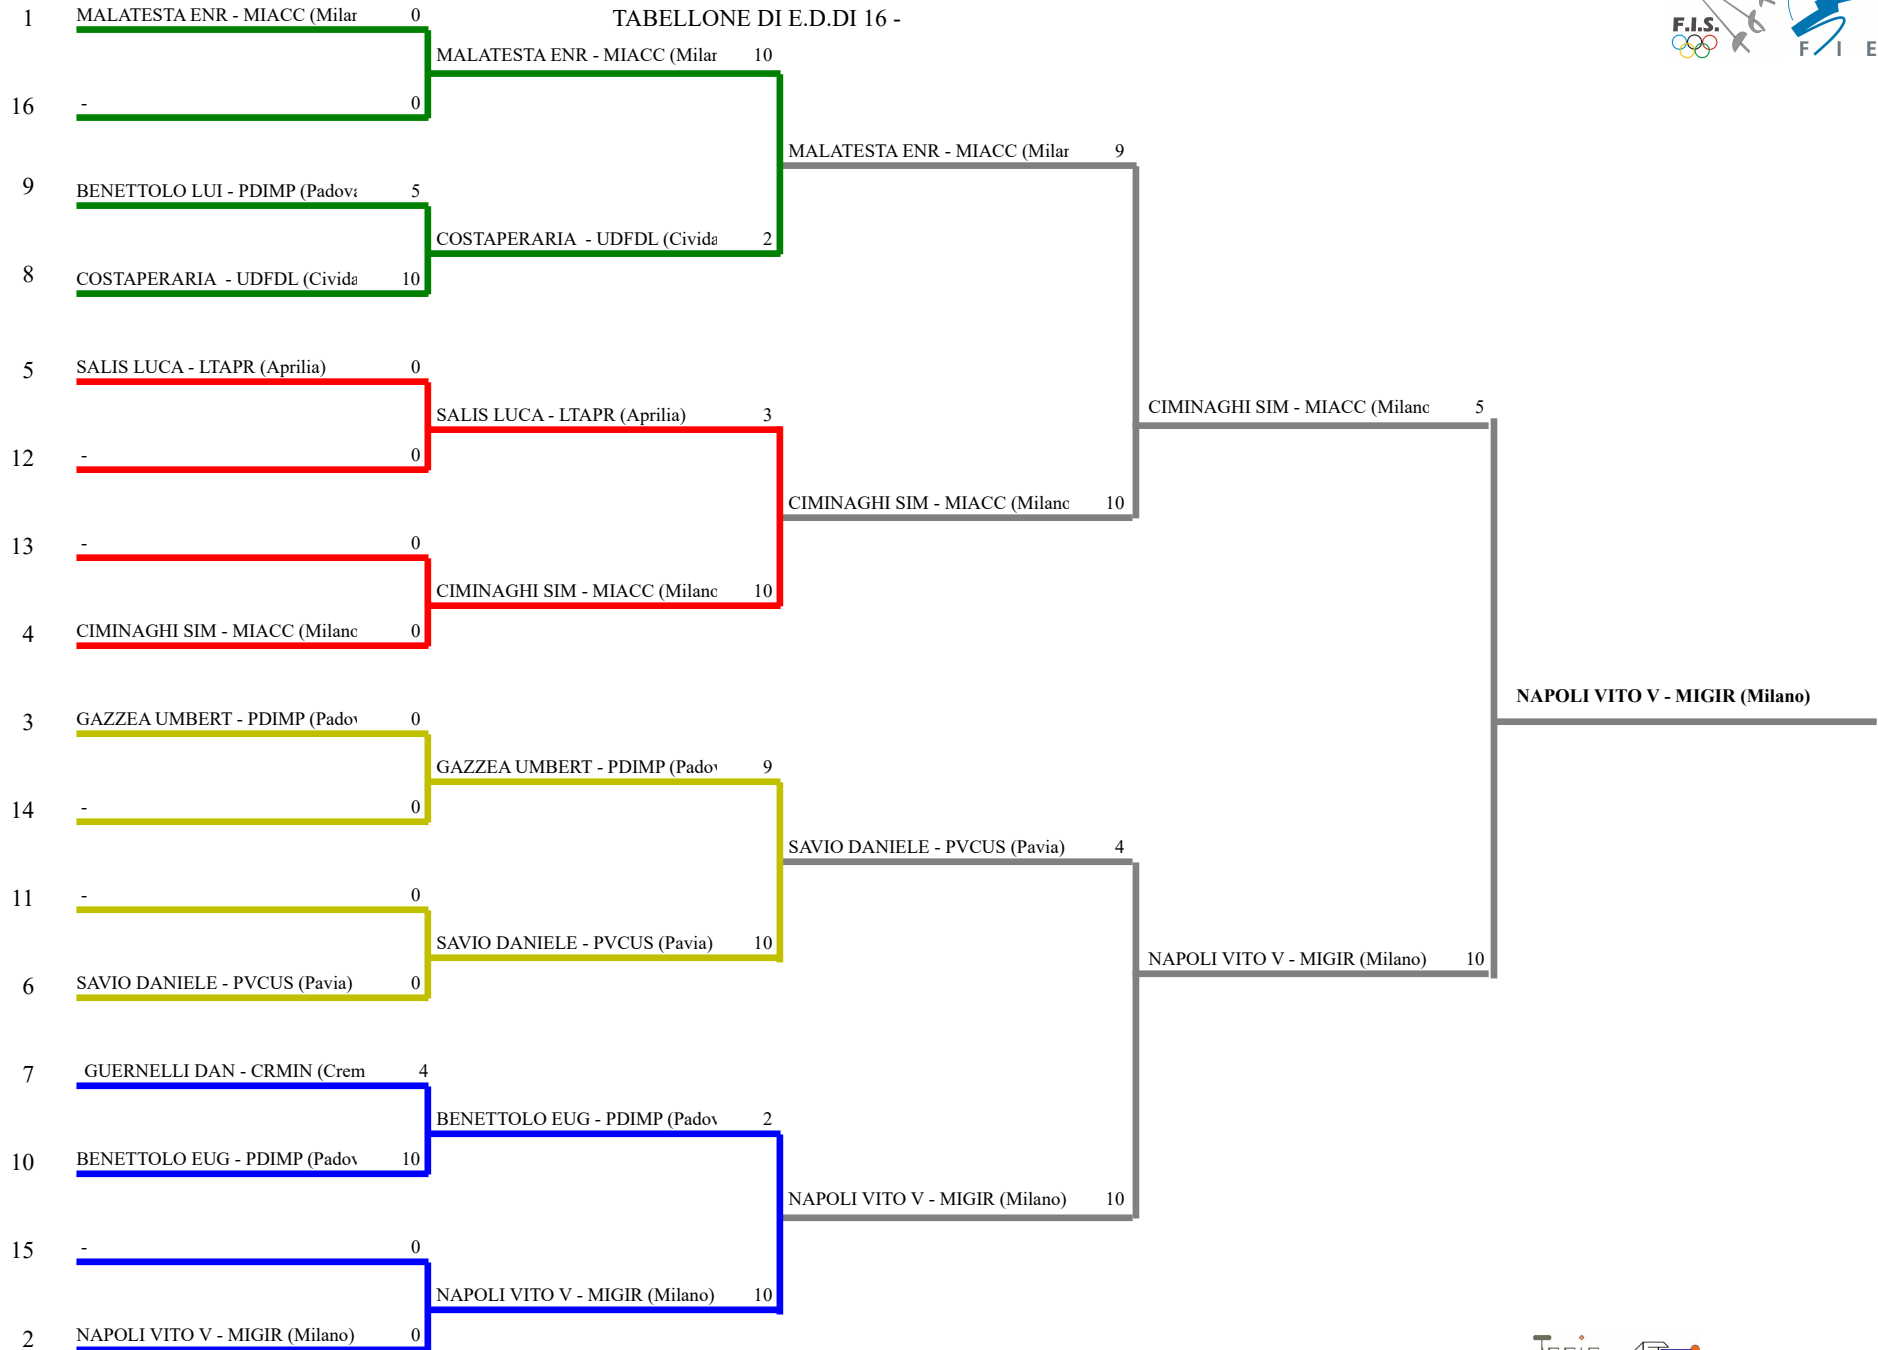 1 MALATESTA ENR - MIACC (Milar 0
TABELLONE DI E.D.DI 16 -
F.I.S.
F I E
MALATESTA ENR - MIACC (Milar 10
16 - 0
MALATESTA ENR - MIACC (Milar 9
9 BENETTOLO LUI - PDIMP (Padova 5
COSTAPERARIA - UDFDL (Civida 2
8 COSTAPERARIA - UDFDL (Civida 10
5 SALIS LUCA - LTAPR (Aprilia) 0
CIMINAGHI SIM - MIACC (Milano 5
SALIS LUCA - LTAPR (Aprilia) 3
12 - 0
CIMINAGHI SIM - MIACC (Milano 10
13 - 0
CIMINAGHI SIM - MIACC (Milano 10
4 CIMINAGHI SIM - MIACC (Milano 0
NAPOLI VITO V - MIGIR (Milano)
3 GAZZEA UMBERT - PDIMP (Padov 0
GAZZEA UMBERT - PDIMP (Padov 9
14 - 0
SAVIO DANIELE - PVCUS (Pavia) 4
11 - 0
SAVIO DANIELE - PVCUS (Pavia) 10
NAPOLI VITO V - MIGIR (Milano) 10
6 SAVIO DANIELE - PVCUS (Pavia) 0
7 GUERNELLI DAN - CRMIN (Crem 4
BENETTOLO EUG - PDIMP (Padov 2
10 BENETTOLO EUG - PDIMP (Padov 10
NAPOLI VITO V - MIGIR (Milano) 10
15 - 0
NAPOLI VITO V - MIGIR (Milano) 10
2 NAPOLI VITO V - MIGIR (Milano) 0